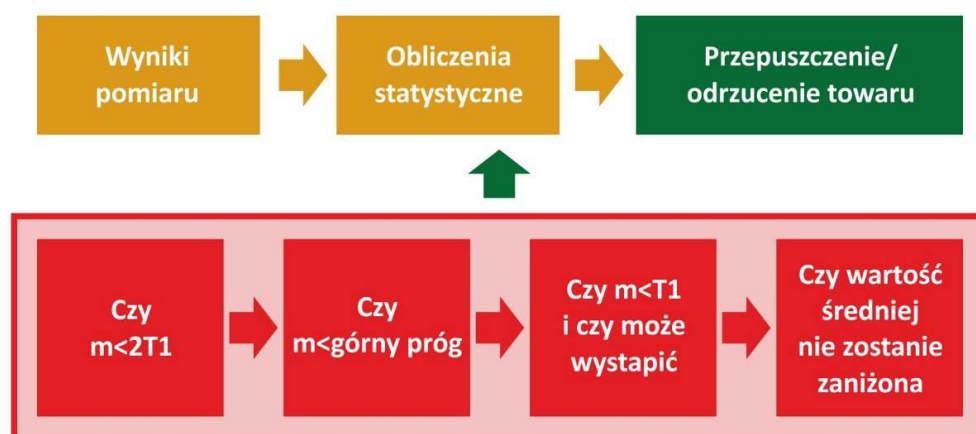 Wyniki
pomiaru
Obliczenia
statystyczne
Przepuszczenie/
odrzucenie towaru
Czy
m<2T1
Czy
m<górny próg
Czy m<T1
i czy może
wystapić
Czy wartość
średniej
nie zostanie
zaniżona